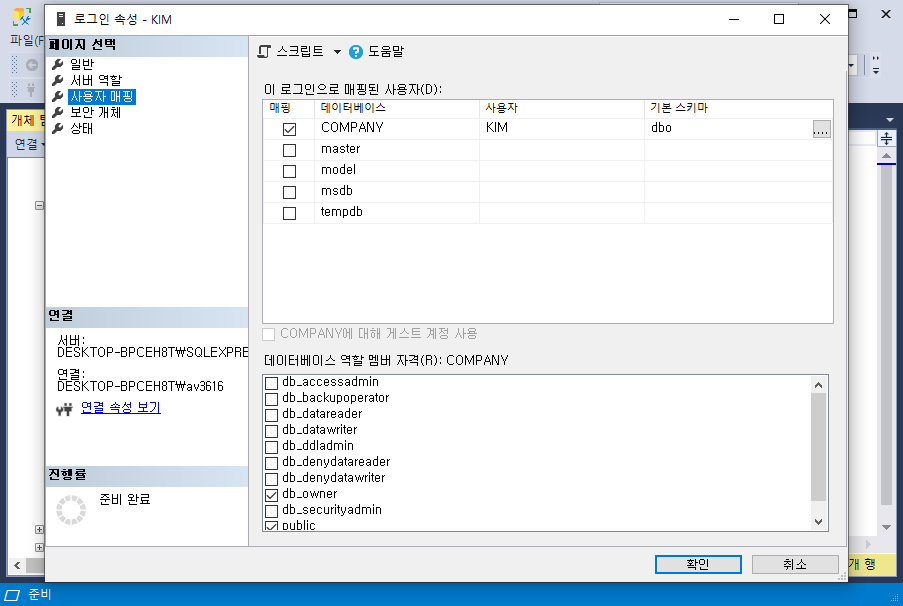 로그인 속성 - KIM
파일(F
페이지 선택
일반
서버 역할
사용자 매핑
보안 개체
상태
스크립트
도움말
이 로그인으로 매핑된 사용자(D):
매핑 데이터베이스 사용자 기본 스키마
COMPANY KIM dbo ....
master
model
msdb
tempdb
COMPANY에 대해 게스트 계정 사용
데이터베이스 역할 멤버 자격(R): COMPANY
db_accessadmin
db_backupoperator
db_datareader
db_datawriter
db_ddladmin
db_denydatareader
db_denydatawriter
db_owner
db_securityadmin
public
연결
서버:
DESKTOP-BPCEH8T₩SQLEXPRE
연결:
DESKTOP-BPCEH8T₩av3616
연결 속성 보기
진행률
준비 완료
확인
취소
개체
연결
개 행
준비